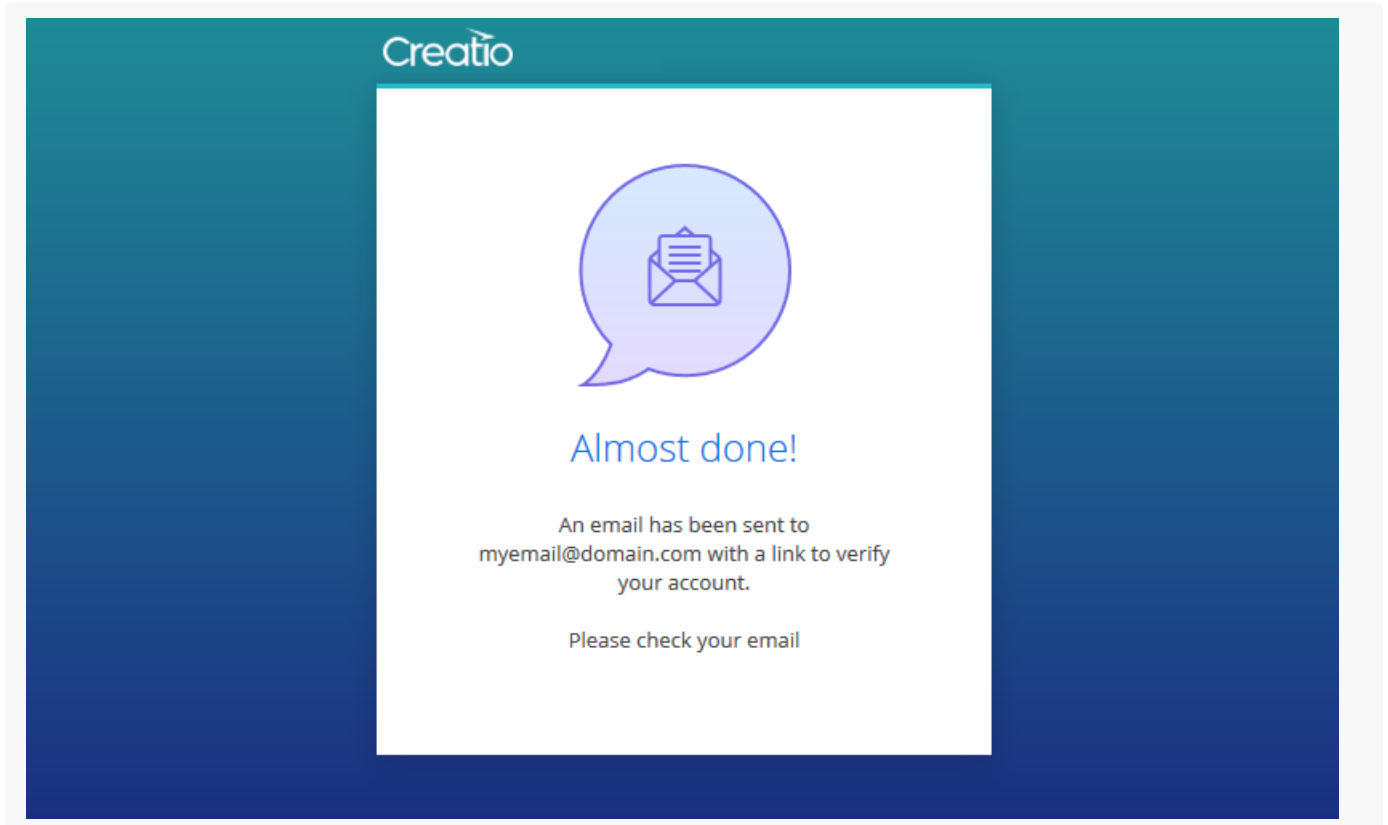 Creatio
Almost done!
An email has been sent to
myemail@domain.com with a link to verify
your account.
Please check your email